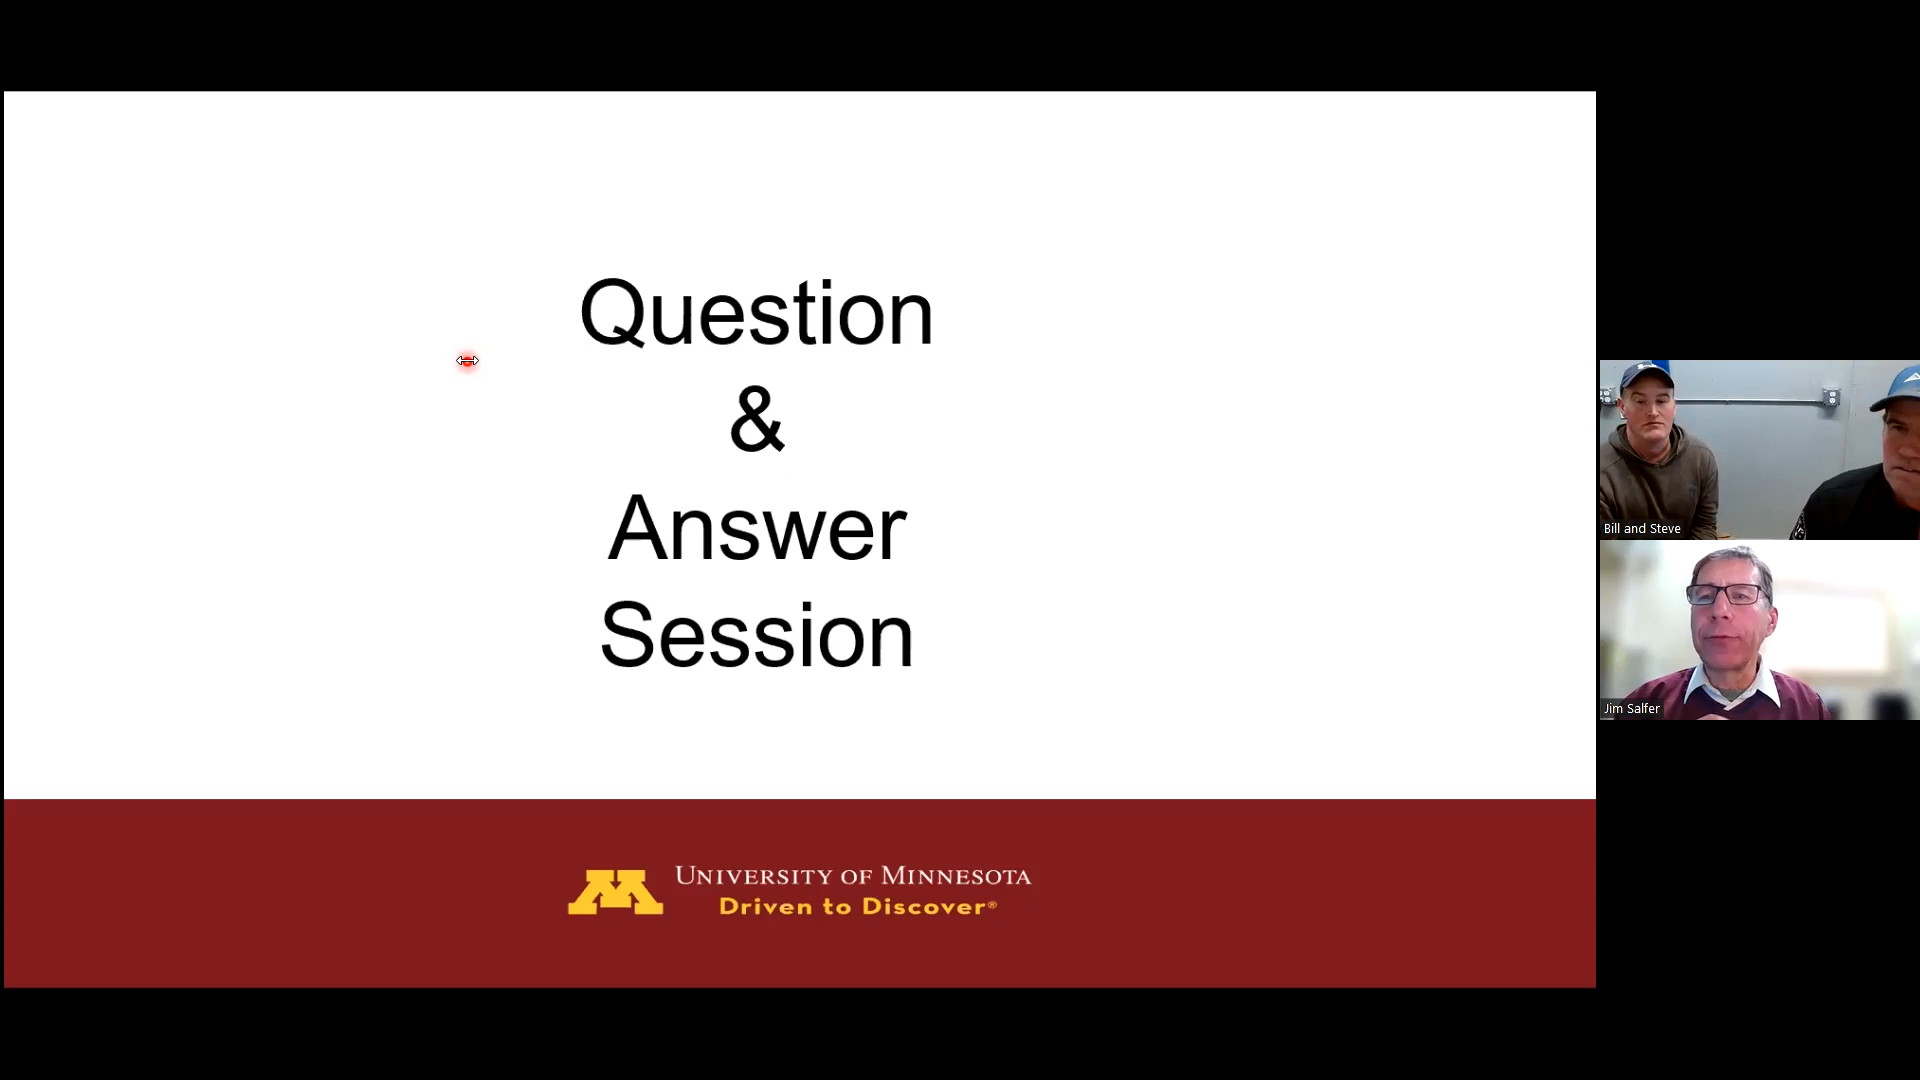 Question
&
Answer
Session
UNIVERSITY OF MINNESOTA
Driven to Discover®
Bill and Steve
Jim Salfer